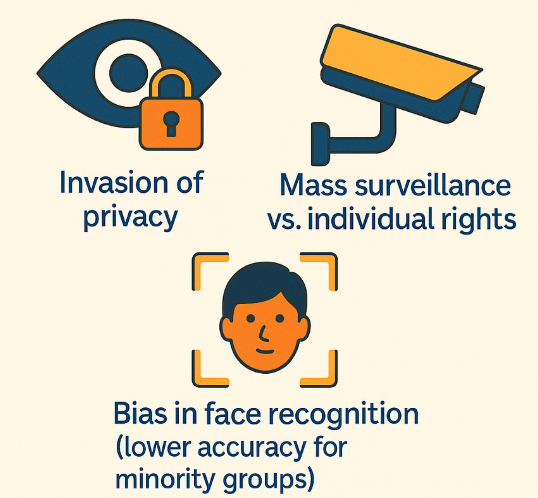 Invasion of
privacy
Mass surveillance
vs. individual rights
Bias in face recognition
(lower accuracy for
minority groups)